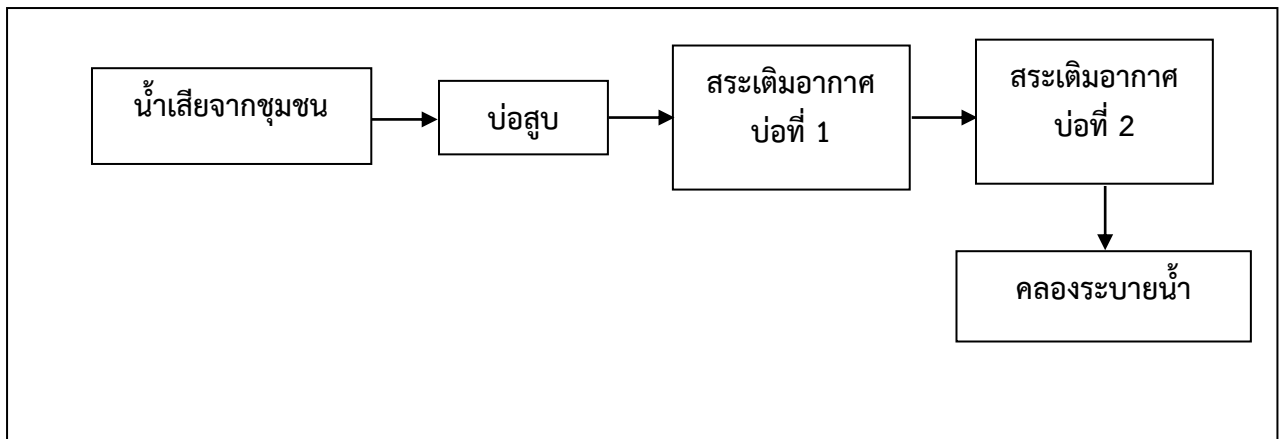 น้ำเสียจากชุมชน
บ่อสูบ
สระเติมอากาศ
บ่อที่ 1
สระเติมอากาศ
บ่อที่ 2
คลองระบายน้ำ